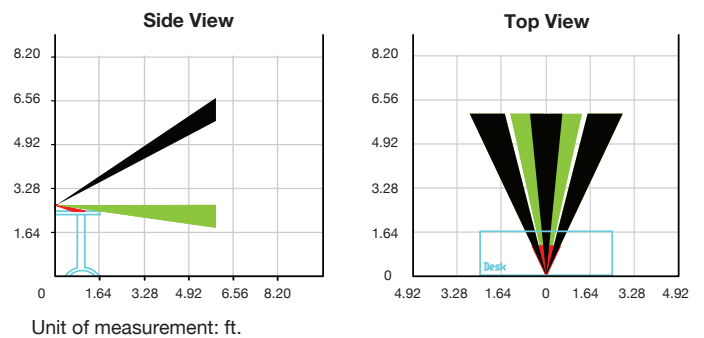 Side View
8.20
6.56
4.92
3.28
1.64
0
0 1.64 3.28 4.92 6.56 8.20
Top View
8.20
6.56
4.92
3.28
1.64
0
Desk
4.92 3.28 1.64 0 1.64 3.28 4.92
Unit of measurement: ft.